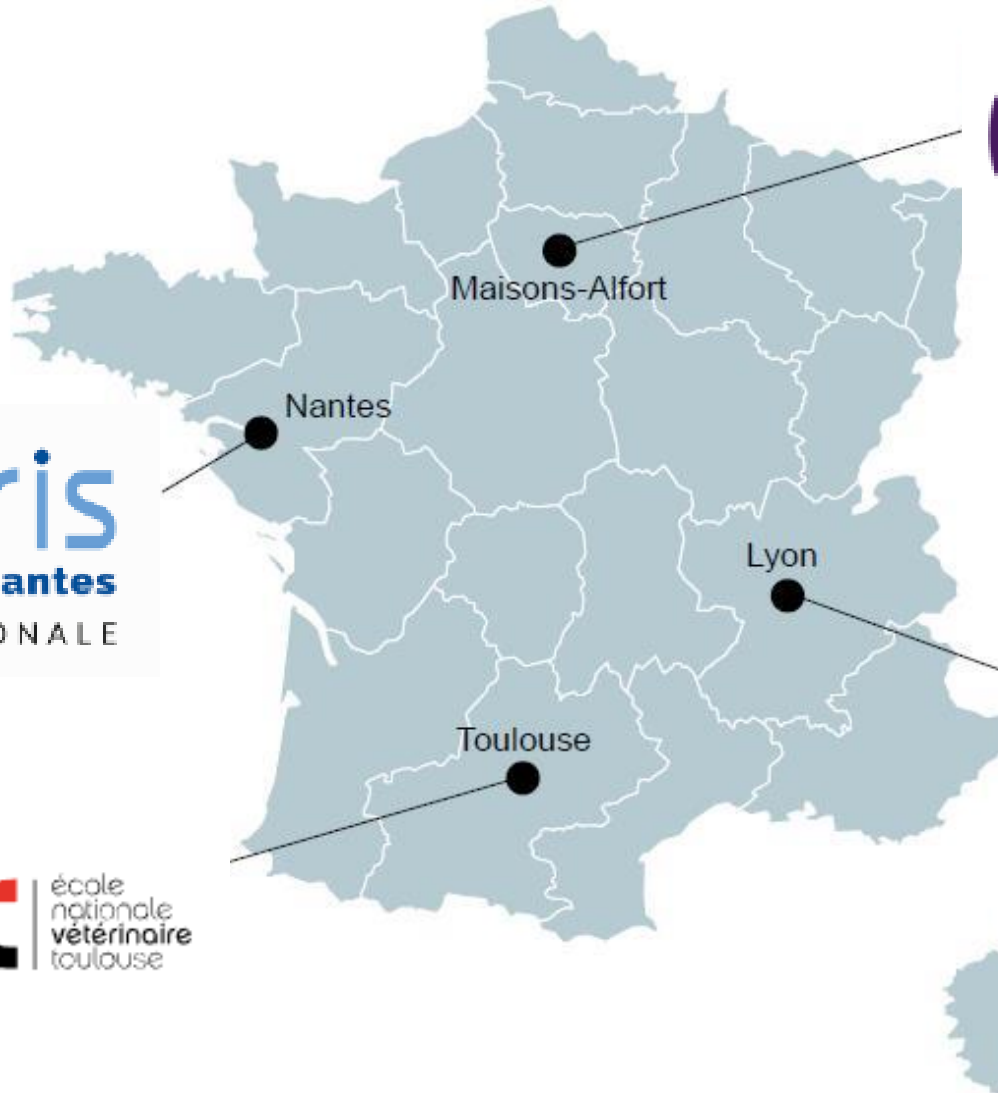 Maisons-Alfort
Nantes
ris
antes
ONALE
Lyon
Toulouse
école
nationale
vétérinaire
toulouse